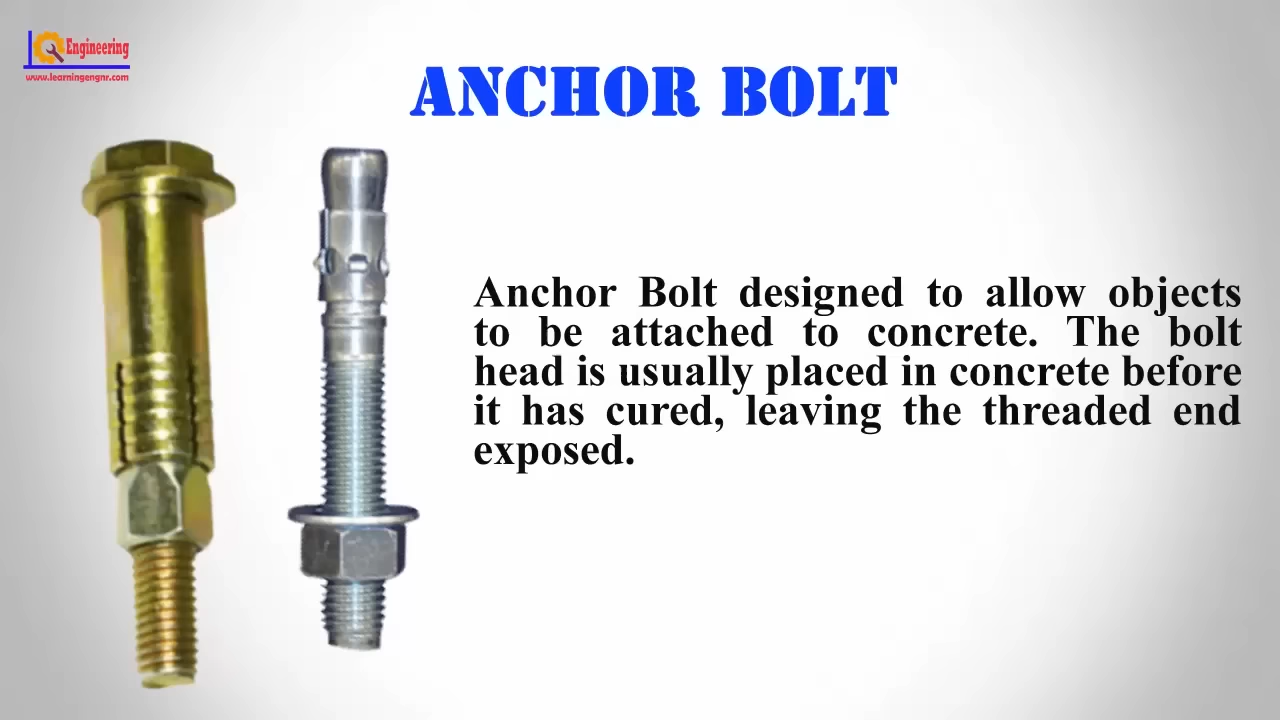 Engineering
www.learningengnr.com
ANCHOR BOLT
Anchor Bolt designed to allow objects
to be attached to concrete. The bolt
head is usually placed in concrete before
it has cured, leaving the threaded end
exposed.